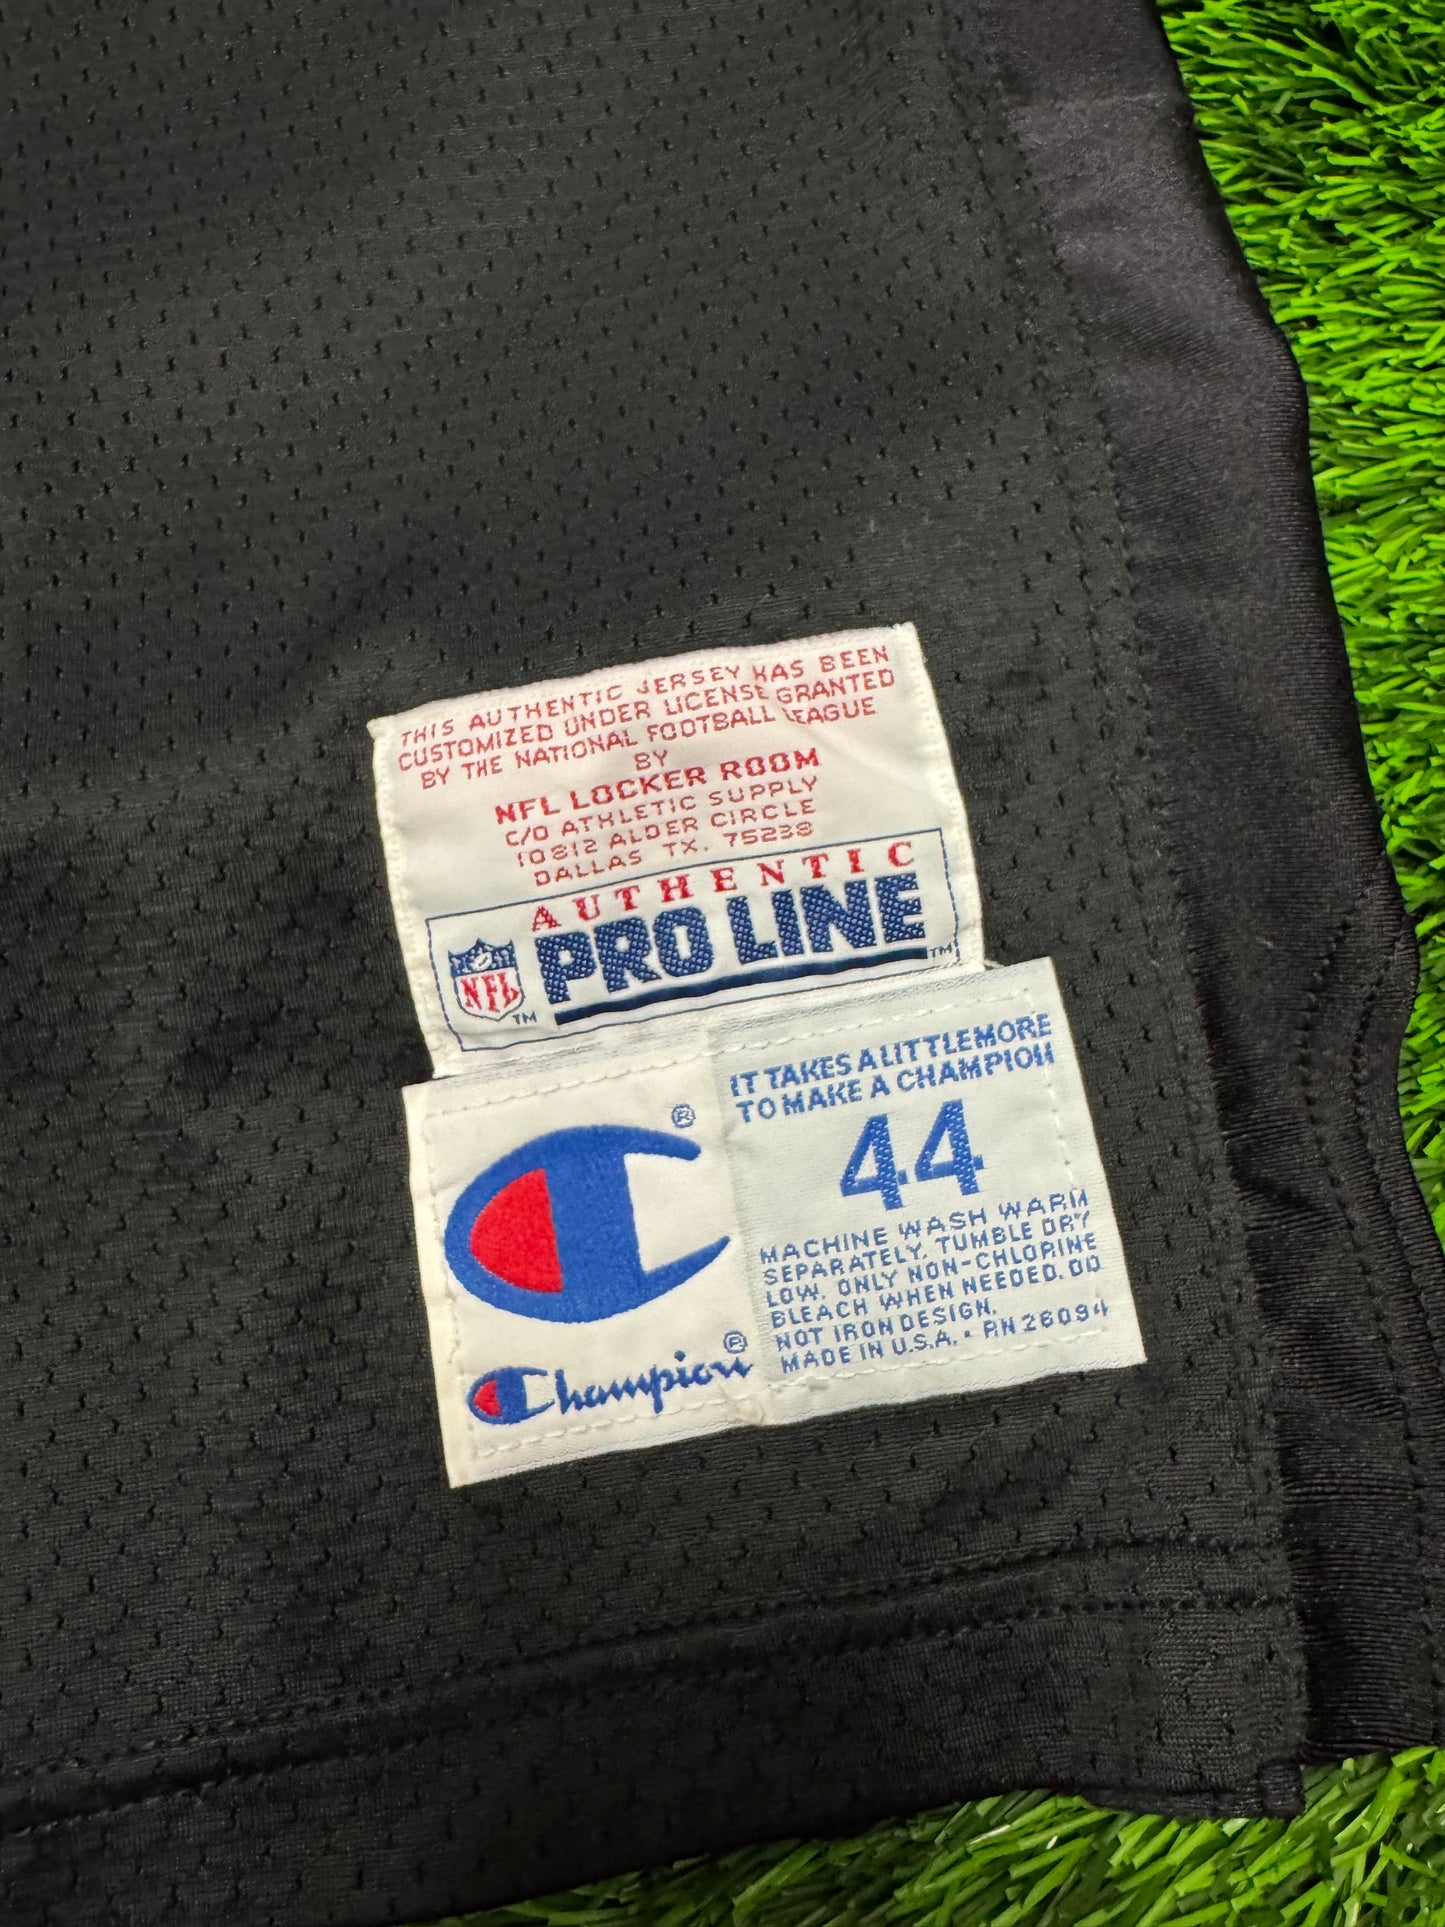 THIS AUTHENTIC JERSEY HAS BEEN
CUSTOMIZED UNDER LICENSE GRANTED
BY THE NATIONAL FOOTBALL LEAGUE
BY
NFL LOCKER ROOM
C/O ATHLETIC SUPPLY
10812 ALDER CIRCLE
DALLAS TX. 75238
AUTHENTIC
PRO LINE
NFL
TM
TM
IT TAKES A LITTLE MORE
TO MAKE A CHAMPION
44
MACHINE WASH WARM
SEPARATELY. TUMBLE DRY
LOW. ONLY NON-CHLORINE
BLEACH WHEN NEEDED. DO
NOT IRON DESIGN.
MADE IN U.S.A. • RN 26094
®
®
Champion